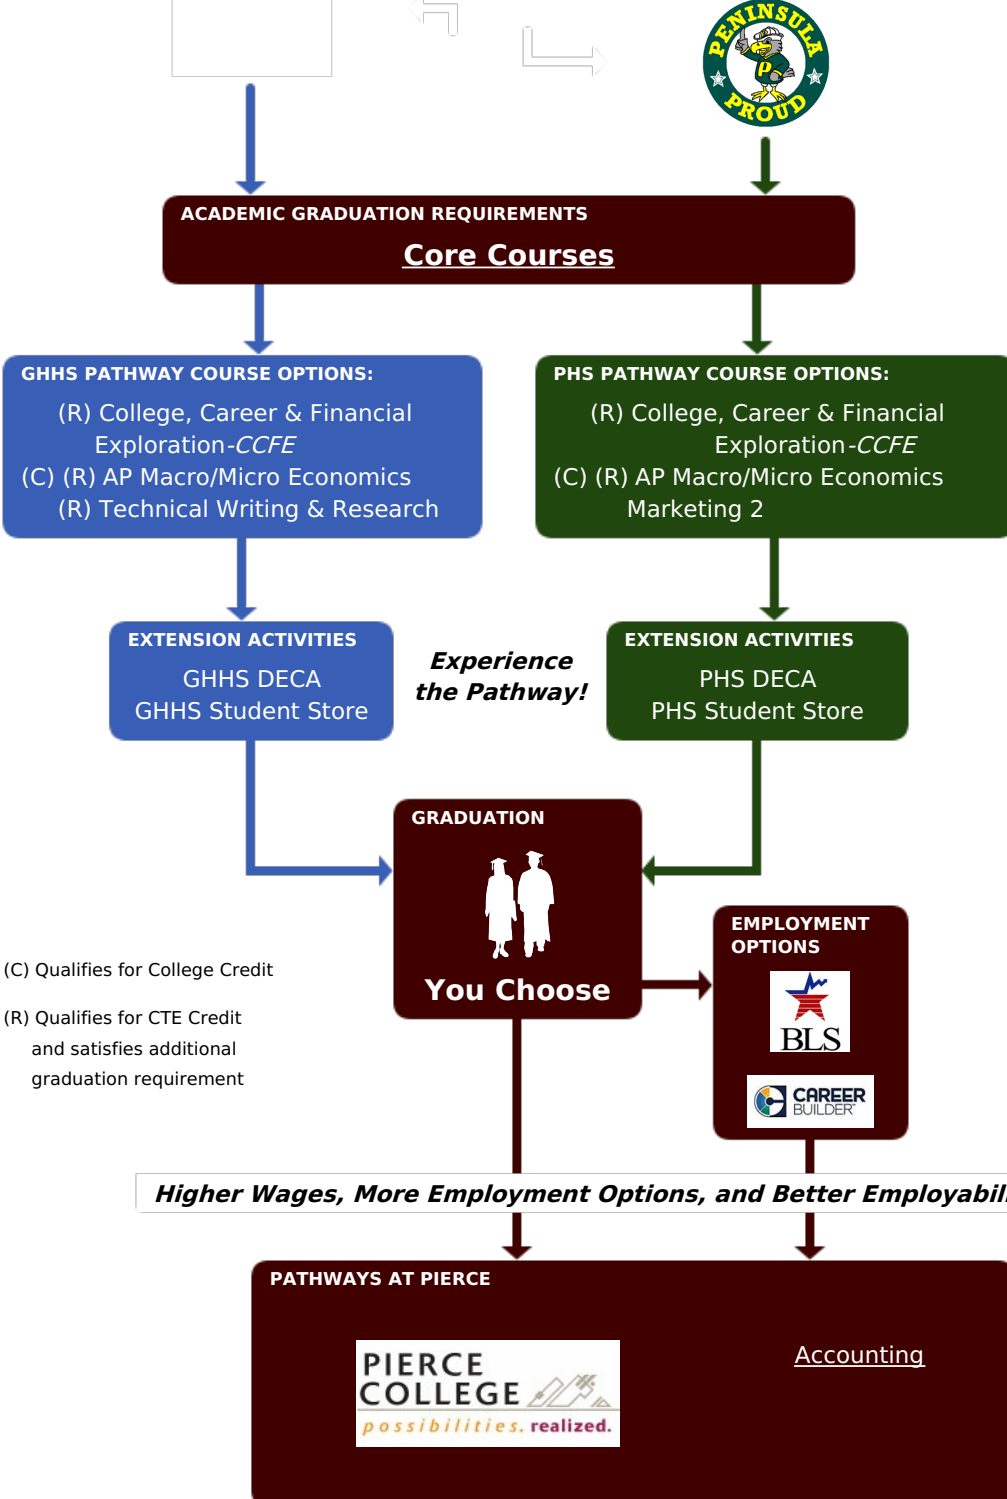 PENINSULA
P
PROUD
ACADEMIC GRADUATION REQUIREMENTS
Core Courses
GHHS PATHWAY COURSE OPTIONS:
(R) College, Career & Financial
Exploration-CCFE
(C) (R) AP Macro/Micro Economics
(R) Technical Writing & Research
PHS PATHWAY COURSE OPTIONS:
(R) College, Career & Financial
Exploration-CCFE
(C) (R) AP Macro/Micro Economics
Marketing 2
EXTENSION ACTIVITIES
GHHS DECA
GHHS Student Store
Experience
the Pathway!
EXTENSION ACTIVITIES
PHS DECA
PHS Student Store
GRADUATION
You Choose
EMPLOYMENT
OPTIONS
BLS
CAREER
BUILDER
(C) Qualifies for College Credit
(R) Qualifies for CTE Credit
and satisfies additional
graduation requirement
Higher Wages, More Employment Options, and Better Employabil
PATHWAYS AT PIERCE
PIERCE
COLLEGE
possibilities. realized.
Accounting